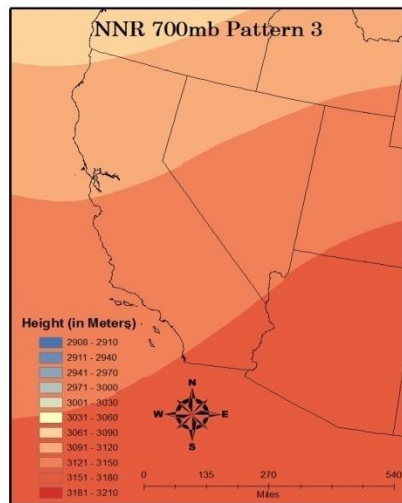 NNR 700mb Pattern 3
Height (in Meters)
2908 - 2910
2911 - 2940
2941 - 2970
2971 - 3000
3001 - 3030
3031 - 3060
3061 - 3090
3091 - 3120
3121 - 3150
3151 - 3180
3181 - 3210
N
W E
S
0 135 270 540
Miles